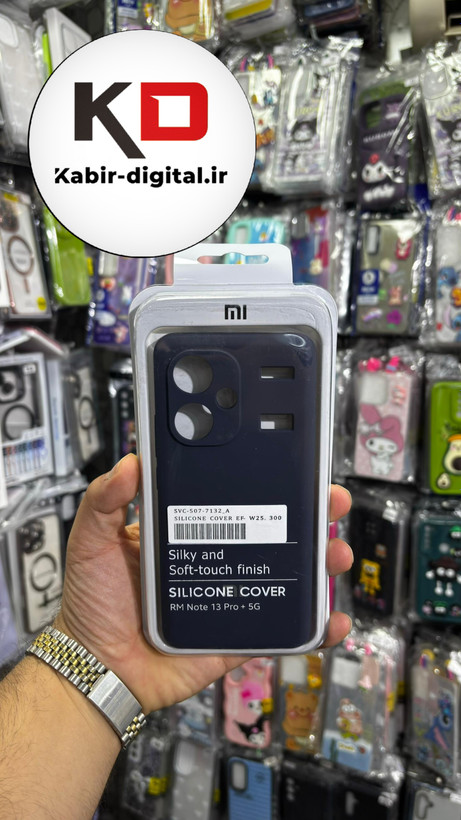 KD
Kabir-digital.ir
mi
SVC-507-7132_A
SILICONE COVER EF- W25. 300
Silky and
Soft-touch finish
SILICONE COVER
RM Note 13 Pro + 5G